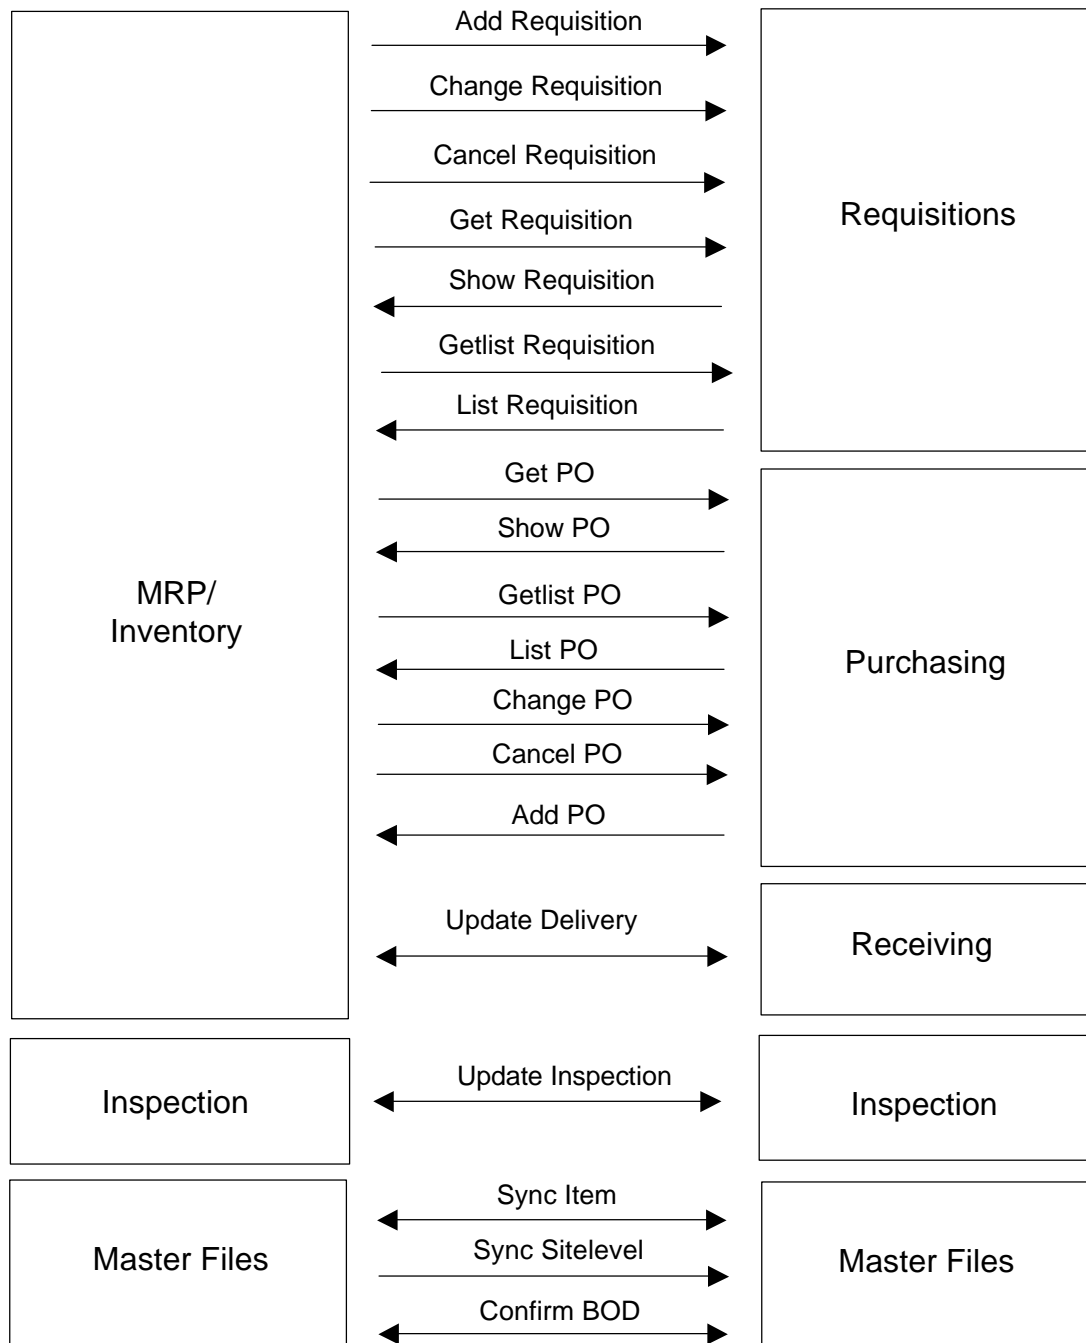 Add Requisition
Change Requisition
Cancel Requisition
Get Requisition
Show Requisition
Getlist Requisition
List Requisition
Requisitions
Get PO
Show PO
Getlist PO
List PO
Change PO
Cancel PO
Add PO
MRP/
Inventory
Purchasing
Update Delivery
Receiving
Inspection
Update Inspection
Inspection
Master Files
Sync Item
Sync Sitelevel
Confirm BOD
Master Files